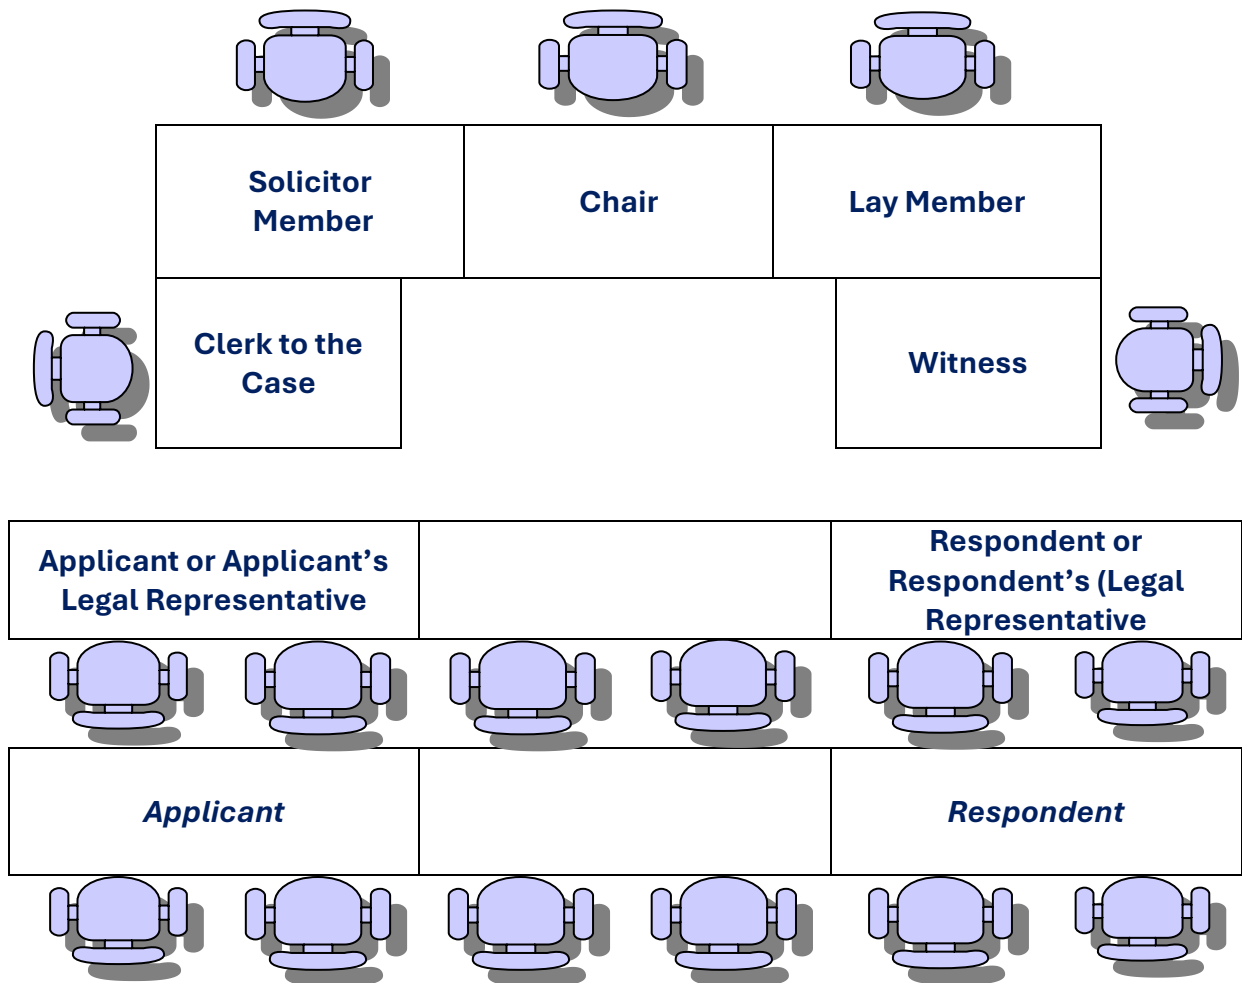 Solicitor
Member
Chair
Lay Member
Clerk to the
Case
Witness
Applicant or Applicant’s
Legal Representative
Respondent or
Respondent’s (Legal
Representative
Applicant
Respondent